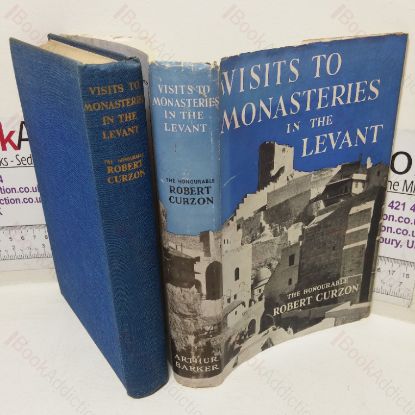 VISITS TO
MONASTERIES
IN THE
LEVANT
THE HONOURABLE
ROBERT
CURZON
VISITS TO
MONASTERIES
IN THE
LEVANT
THE HONOURABLE
ROBERT
CURZON
ARTHUR
BARKER
VISITS TO
MONASTERIES
IN THE
LEVANT
THE HONOURABLE
ROBERT CURZON